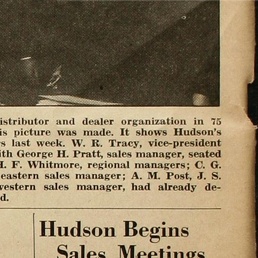 istributor and dealer organization in 75
is picture was made. It shows Hudson's
rs last week. W. R. Tracy, vice-president
ith George H. Pratt, sales manager, seated
H. F. Whitmore, regional managers; C. G.
eastern sales manager; A. M. Post, J. S.
western sales manager, had already de-
d.
Hudson Begins
Sales Meetings